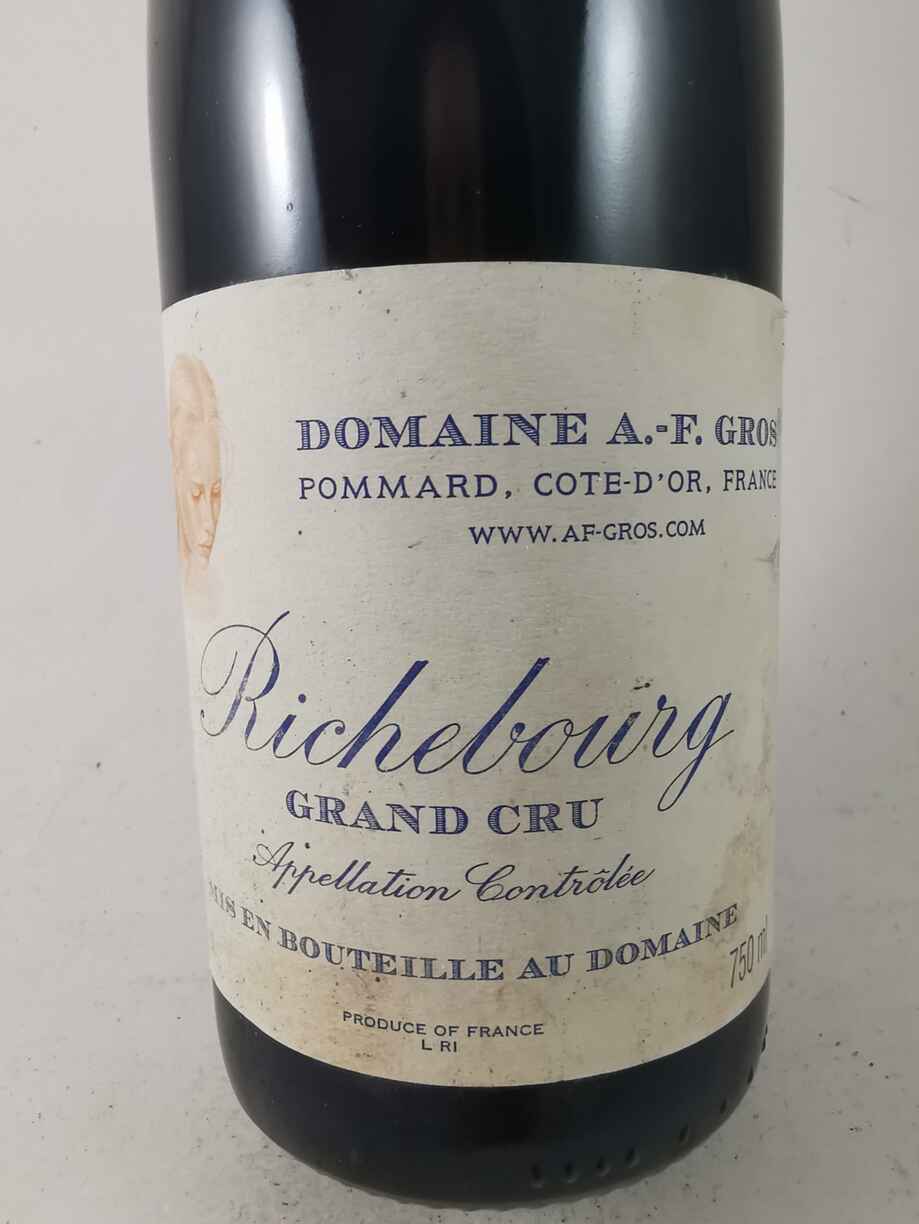 DOMAINE A.-F. GROS
POMMARD, COTE-D'OR, FRANCE
WWW.AF-GROS.COM
Richebourg
GRAND CRU
Appellation Contrôlée
MIS EN BOUTEILLE AU DOMAINE
750 ml
PRODUCE OF FRANCE
L RI